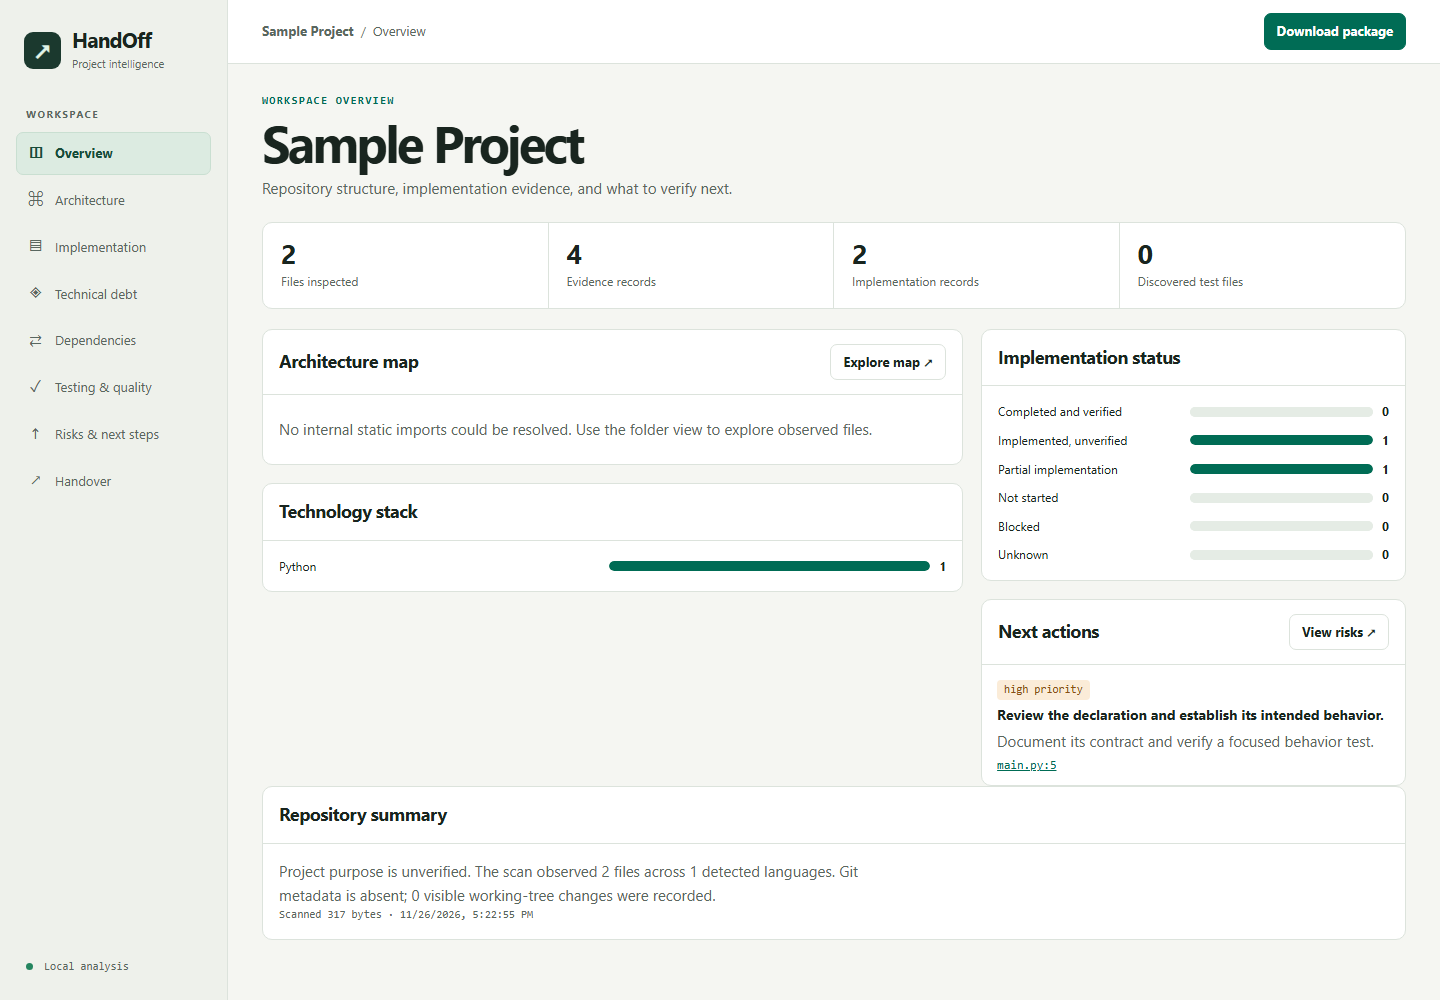 HandOff
Project intelligence
WORKSPACE
Overview
Architecture
Implementation
Technical debt
Dependencies
Testing & quality
Risks & next steps
Handover
Local analysis
Sample Project / Overview
Download package
WORKSPACE OVERVIEW
Sample Project
Repository structure, implementation evidence, and what to verify next.
2
Files inspected
4
Evidence records
2
Implementation records
0
Discovered test files
Architecture map
Explore map ↗
No internal static imports could be resolved. Use the folder view to explore observed files.
Technology stack
Python 1
Implementation status
Completed and verified 0
Implemented, unverified 1
Partial implementation 1
Not started 0
Blocked 0
Unknown 0
Next actions
View risks ↗
high priority
Review the declaration and establish its intended behavior.
Document its contract and verify a focused behavior test.
main.py:5
Repository summary
Project purpose is unverified. The scan observed 2 files across 1 detected languages. Git
metadata is absent; 0 visible working-tree changes were recorded.
Scanned 317 bytes · 11/26/2026, 5:22:55 PM